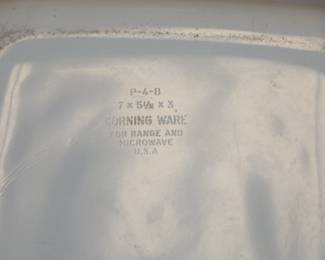 P-4-B
7 x 5½ x 3
CORNING WARE
FOR RANGE AND
MICROWAVE
U.S.A